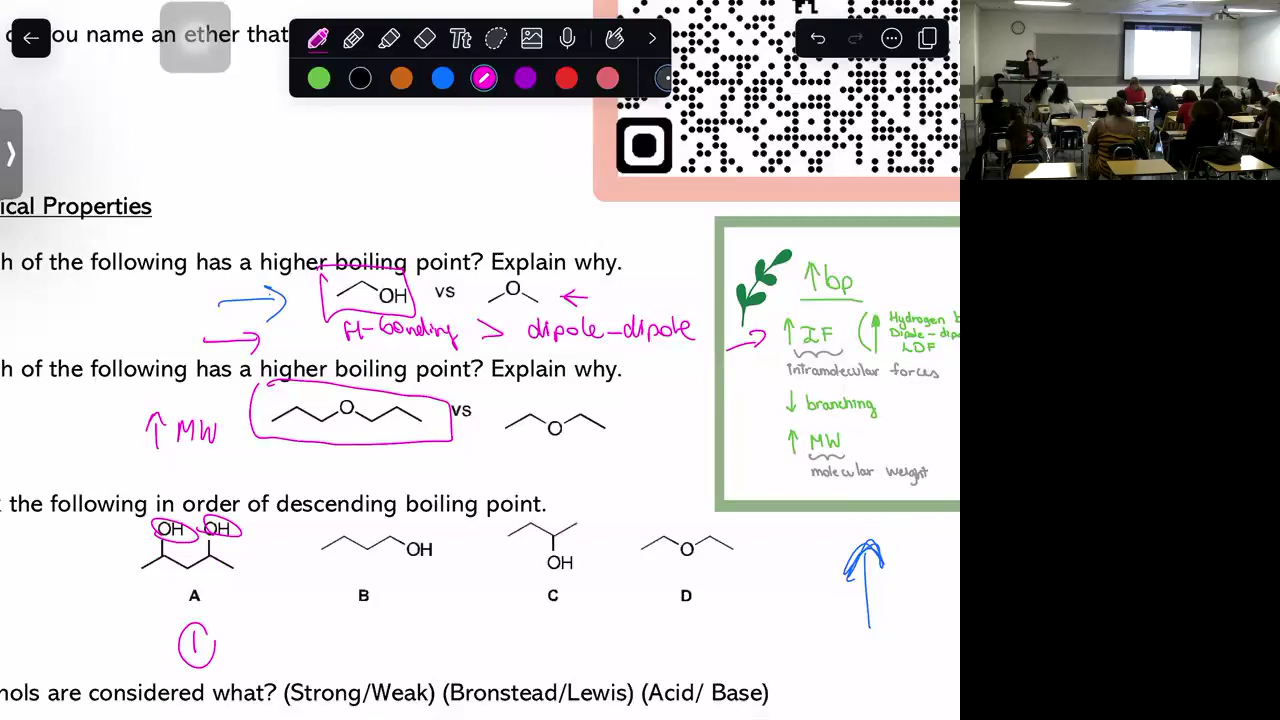 you name an ether that
Tt
ical Properties
h of the following has a higher boiling point? Explain why.
OH vs O
H-bonding > dipole-dipole
h of the following has a higher boiling point? Explain why.
↑ MW
O vs O
the following in order of descending boiling point.
OH OH OH OH O
A B C D
1
nols are considered what? (Strong/Weak) (Bronstead/Lewis) (Acid/ Base)
↑ bp
↑ IF (↑ Hydrogen b
Dipole-dipo
LDF
intramolecular forces
↓ branching
↑ MW
molecular weight